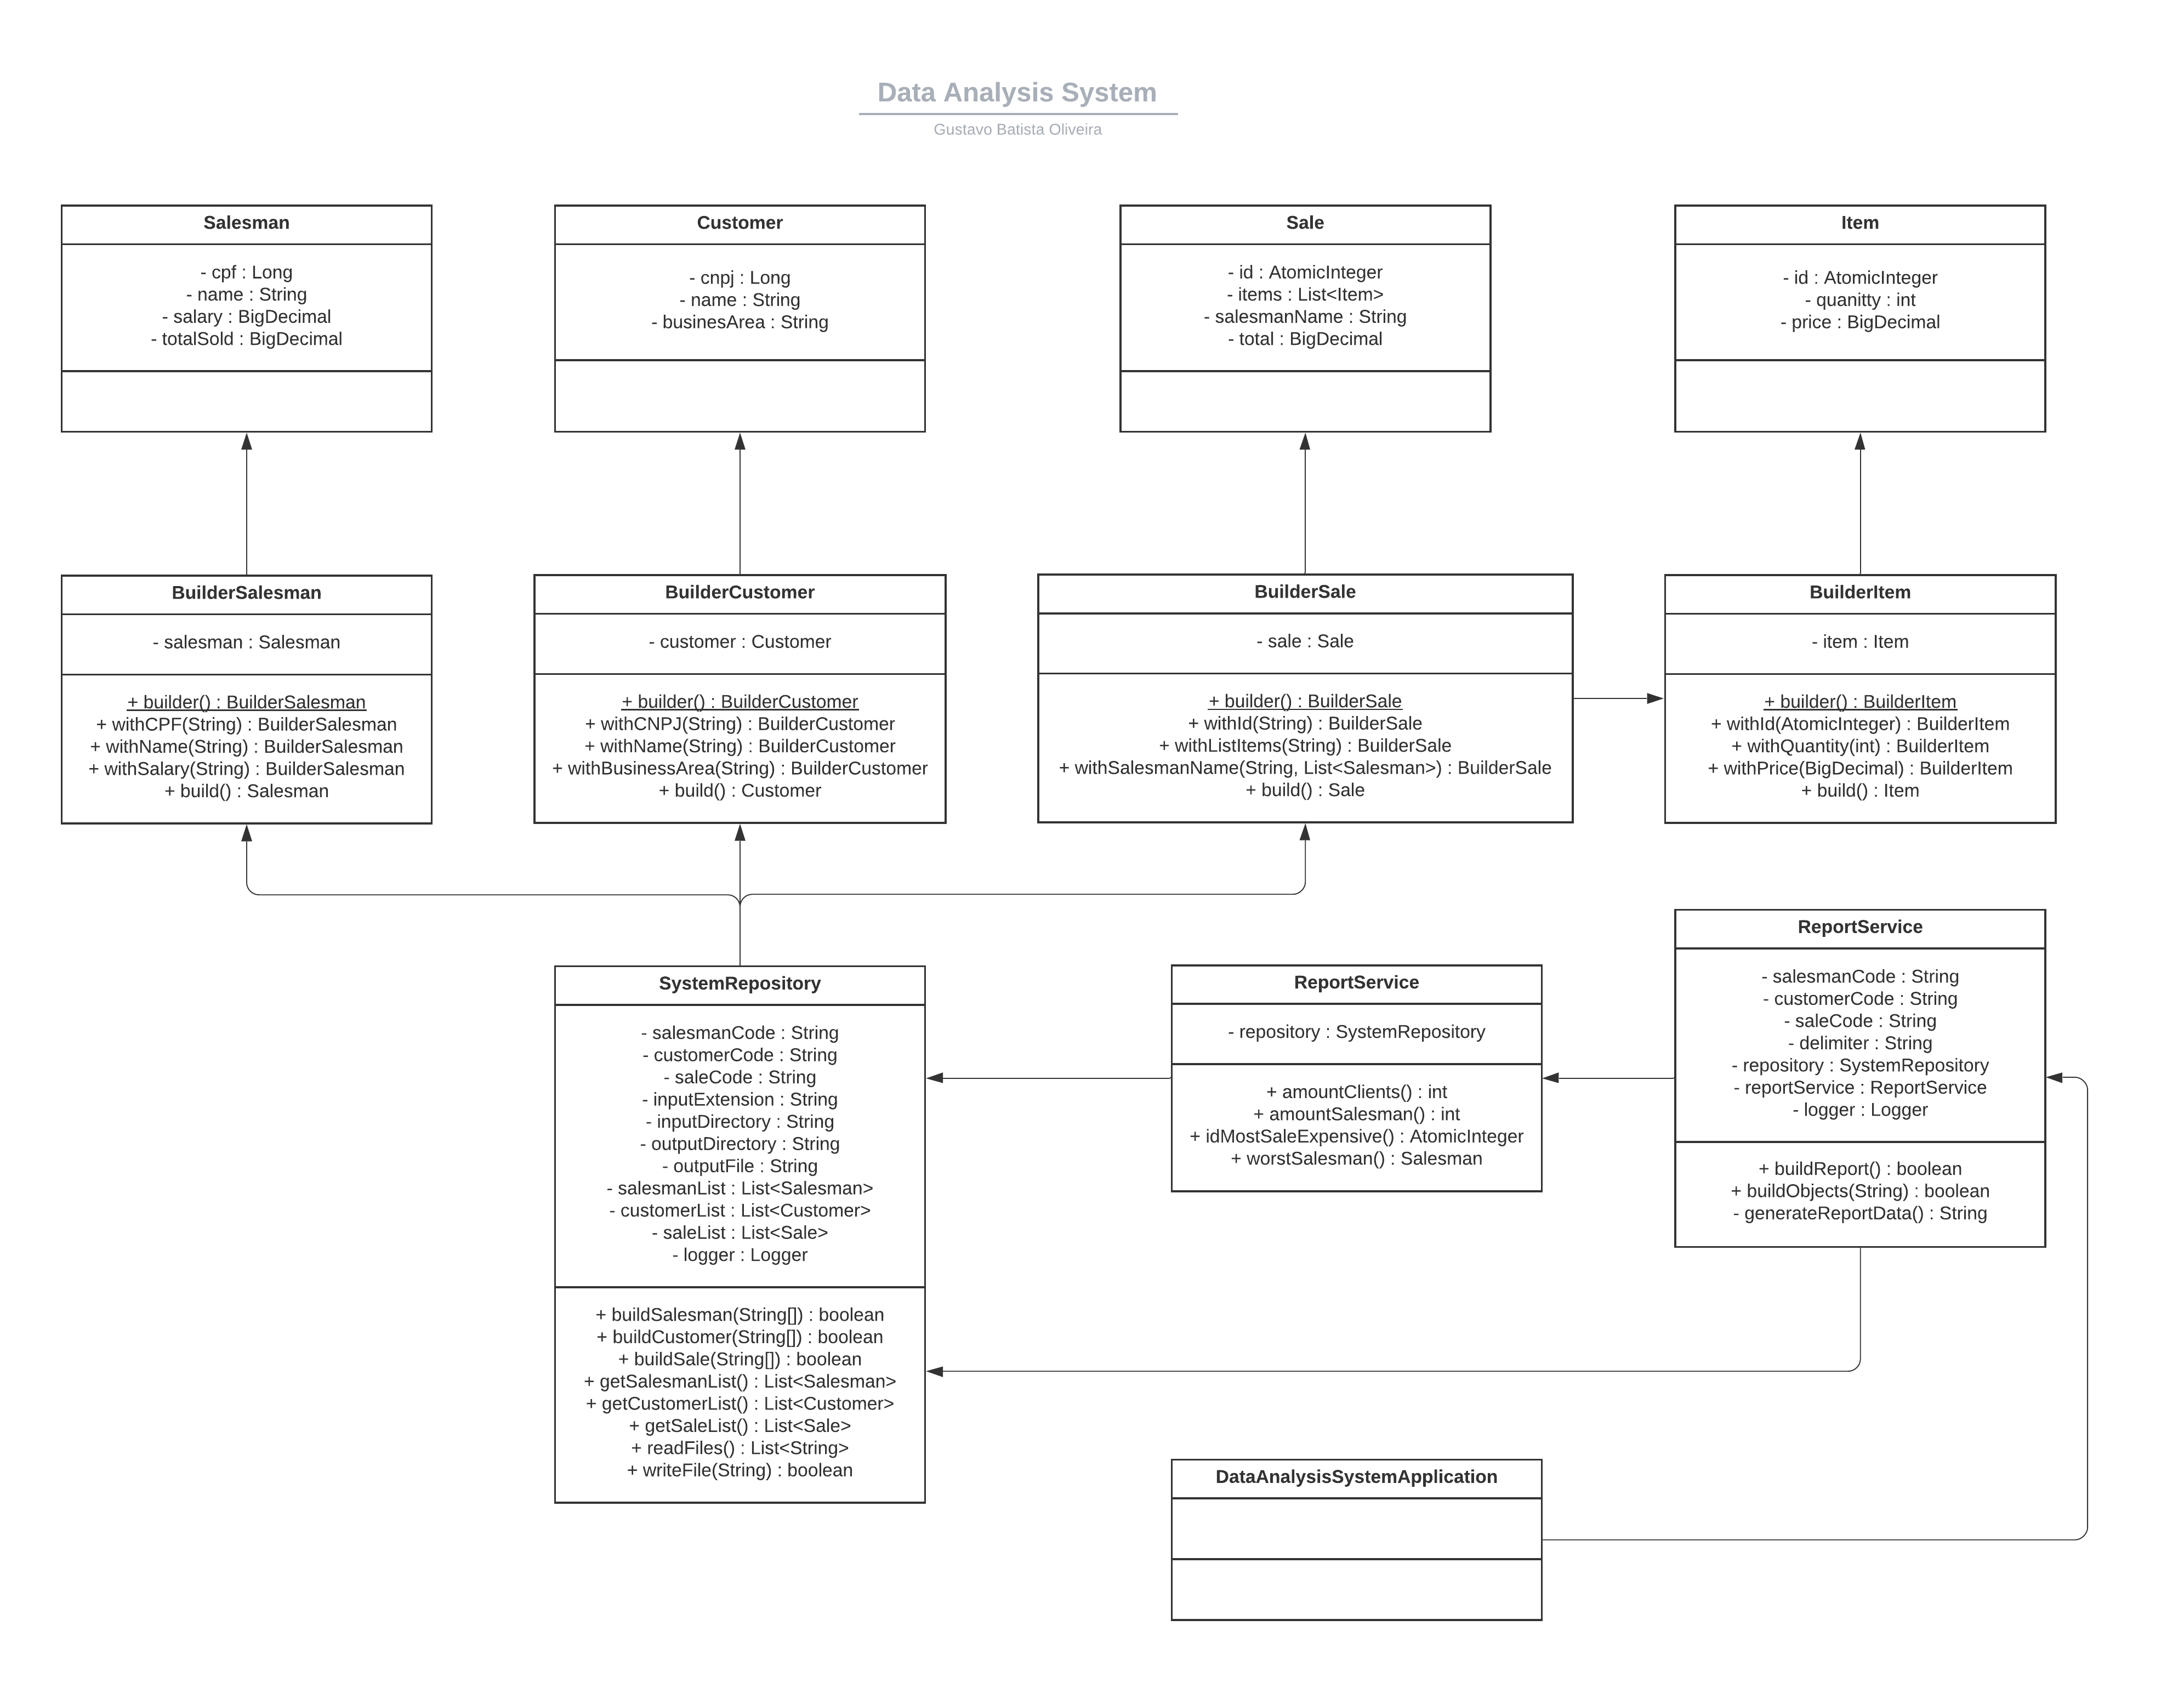 Data Analysis System
Gustavo Batista Oliveira
Salesman
- cpf : Long
- name : String
- salary : BigDecimal
- totalSold : BigDecimal
Customer
- cnpj : Long
- name : String
- businesArea : String
Sale
- id : AtomicInteger
- items : List<Item>
- salesmanName : String
- total : BigDecimal
Item
- id : AtomicInteger
- quanitty : int
- price : BigDecimal
BuilderSalesman
- salesman : Salesman
+ builder() : BuilderSalesman
+ withCPF(String) : BuilderSalesman
+ withName(String) : BuilderSalesman
+ withSalary(String) : BuilderSalesman
+ build() : Salesman
BuilderCustomer
- customer : Customer
+ builder() : BuilderCustomer
+ withCNPJ(String) : BuilderCustomer
+ withName(String) : BuilderCustomer
+ withBusinessArea(String) : BuilderCustomer
+ build() : Customer
BuilderSale
- sale : Sale
+ builder() : BuilderSale
+ withId(String) : BuilderSale
+ withListItems(String) : BuilderSale
+ withSalesmanName(String, List<Salesman>) : BuilderSale
+ build() : Sale
BuilderItem
- item : Item
+ builder() : BuilderItem
+ withId(AtomicInteger) : BuilderItem
+ withQuantity(int) : BuilderItem
+ withPrice(BigDecimal) : BuilderItem
+ build() : Item
SystemRepository
- salesmanCode : String
- customerCode : String
- saleCode : String
- inputExtension : String
- inputDirectory : String
- outputDirectory : String
- outputFile : String
- salesmanList : List<Salesman>
- customerList : List<Customer>
- saleList : List<Sale>
- logger : Logger
+ buildSalesman(String[]) : boolean
+ buildCustomer(String[]) : boolean
+ buildSale(String[]) : boolean
+ getSalesmanList() : List<Salesman>
+ getCustomerList() : List<Customer>
+ getSaleList() : List<Sale>
+ readFiles() : List<String>
+ writeFile(String) : boolean
ReportService
- repository : SystemRepository
+ amountClients() : int
+ amountSalesman() : int
+ idMostSaleExpensive() : AtomicInteger
+ worstSalesman() : Salesman
ReportService
- salesmanCode : String
- customerCode : String
- saleCode : String
- delimiter : String
- repository : SystemRepository
- reportService : ReportService
- logger : Logger
+ buildReport() : boolean
+ buildObjects(String) : boolean
- generateReportData() : String
DataAnalysisSystemApplication